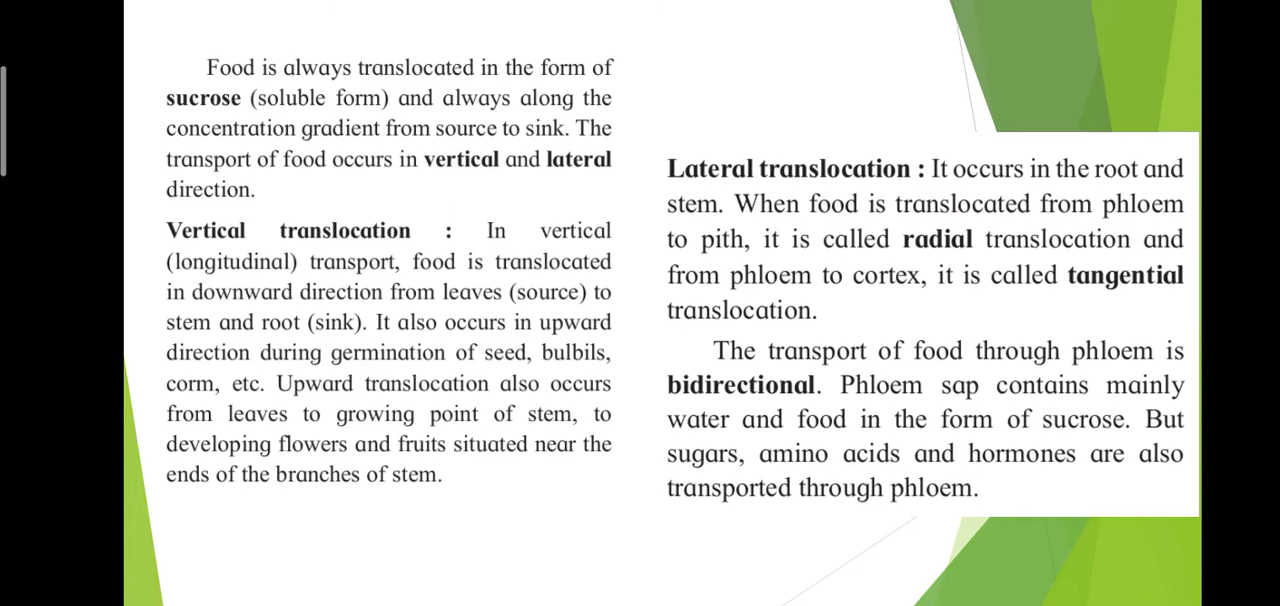 Food is always translocated in the form of
sucrose (soluble form) and always along the
concentration gradient from source to sink. The
transport of food occurs in vertical and lateral
direction.
Vertical translocation : In vertical
(longitudinal) transport, food is translocated
in downward direction from leaves (source) to
stem and root (sink). It also occurs in upward
direction during germination of seed, bulbils,
corm, etc. Upward translocation also occurs
from leaves to growing point of stem, to
developing flowers and fruits situated near the
ends of the branches of stem.
Lateral translocation : It occurs in the root and
stem. When food is translocated from phloem
to pith, it is called radial translocation and
from phloem to cortex, it is called tangential
translocation.
The transport of food through phloem is
bidirectional. Phloem sap contains mainly
water and food in the form of sucrose. But
sugars, amino acids and hormones are also
transported through phloem.